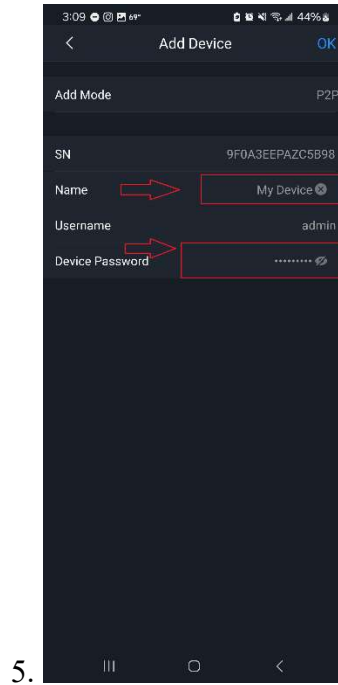 3:09 69° 44%
Add Device OK
Add Mode P2P
SN 9F0A3EEPAZC5B98
Name My Device
Username admin
Device Password ·········
5.